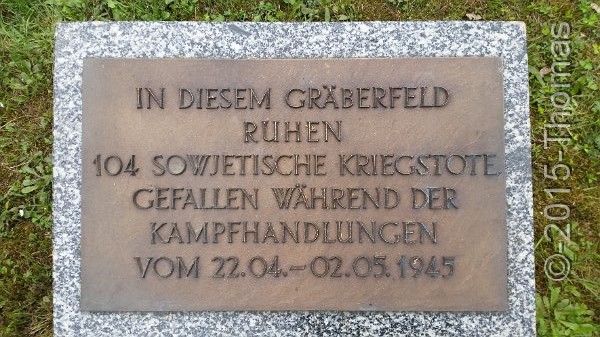 IN DIESEM GRÄBERFELD
RUHEN
104 SOWJETISCHE KRIEGSTOTE
GEFALLEN WÄHREND DER
KAMPFHANDLUNGEN
VOM 22.04.–02.05.1945
© 2015-Thomas